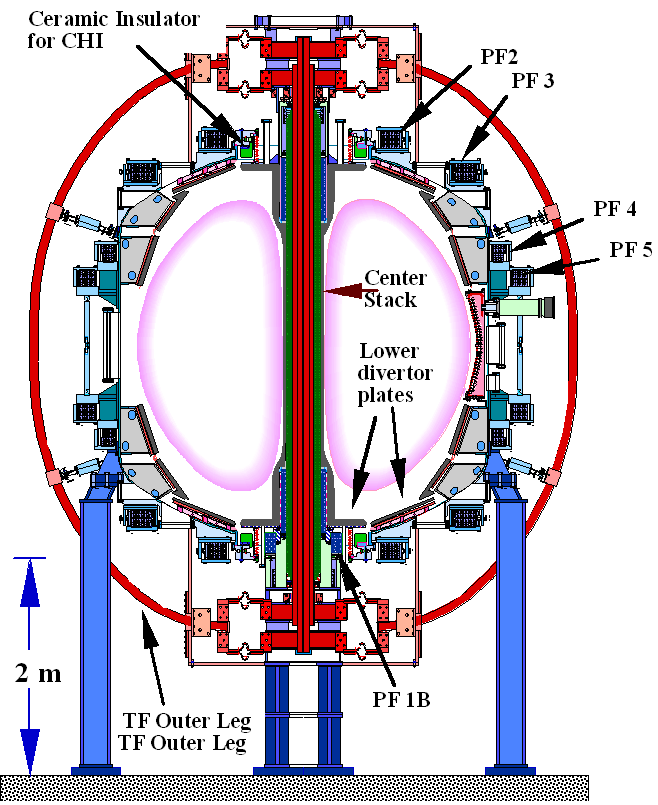 Ceramic Insulator
for CHI
PF2
PF 3
PF 4
PF 5
Center
Stack
Lower
divertor
plates
2 m
PF 1B
TF Outer Leg
TF Outer Leg